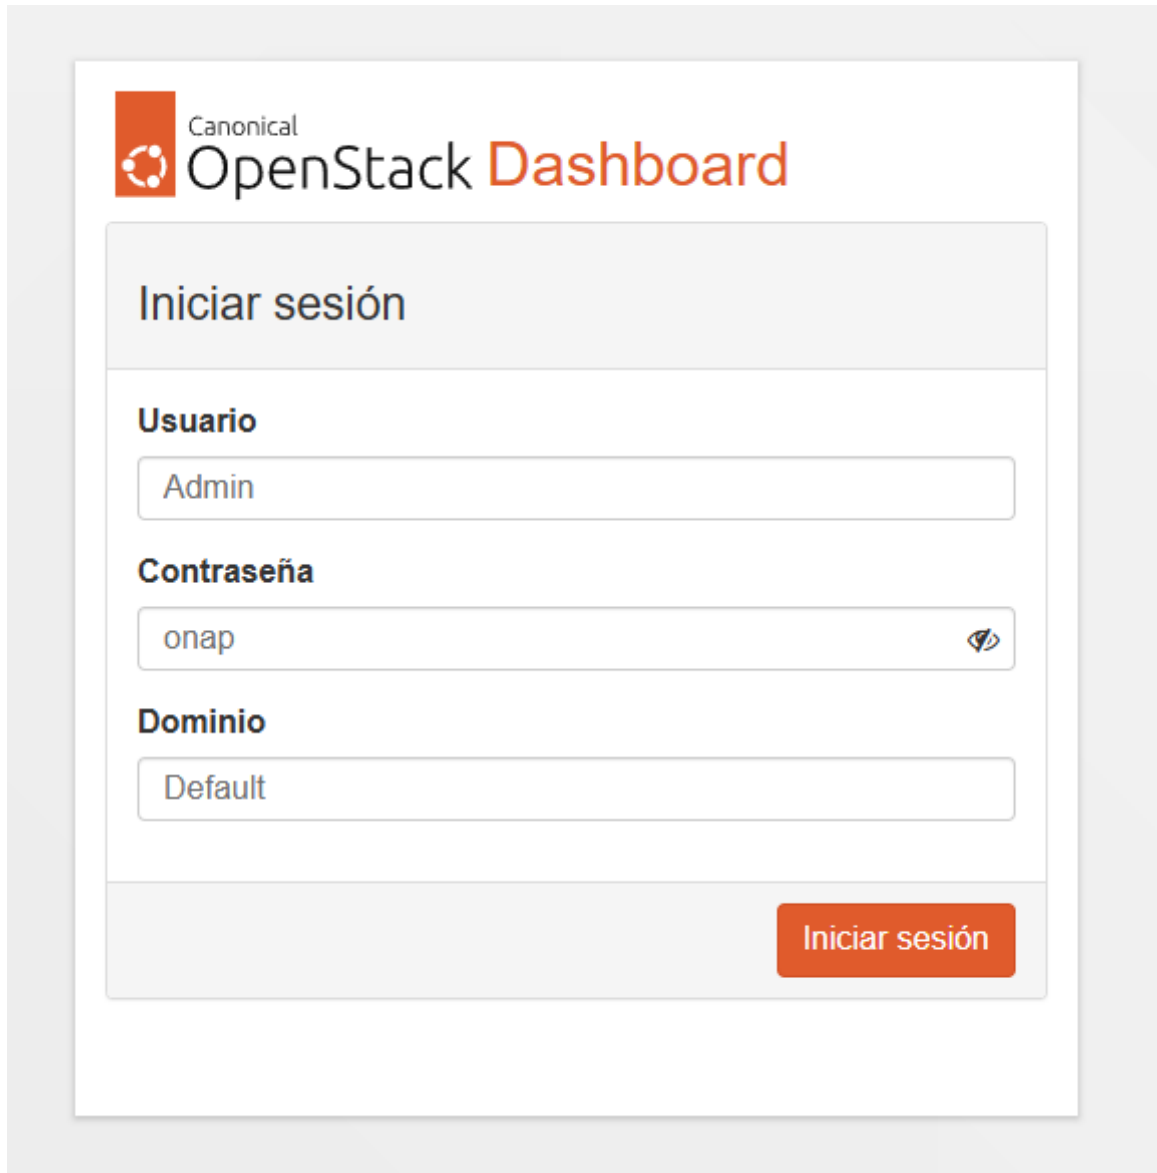 Canonical
OpenStack Dashboard
Iniciar sesión
Usuario
Admin
Contraseña
onap
Dominio
Default
Iniciar sesión